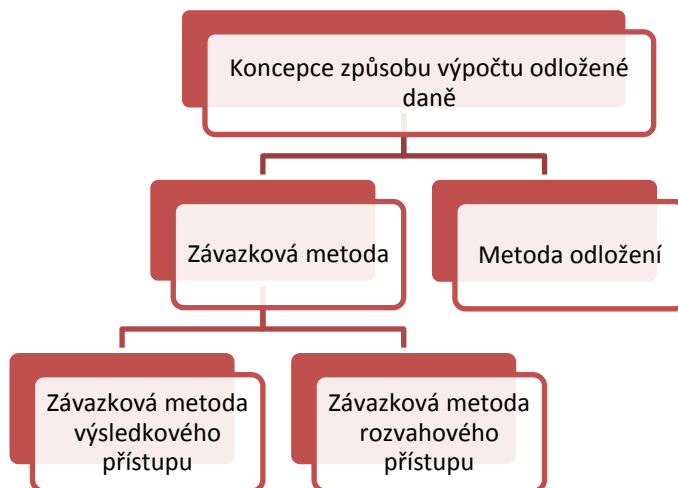 Koncepce způsobu výpočtu odložené
daně
Závazková metoda
Metoda odložení
Závazková metoda
výsledkového
přístupu
Závazková metoda
rozvahového
přístupu